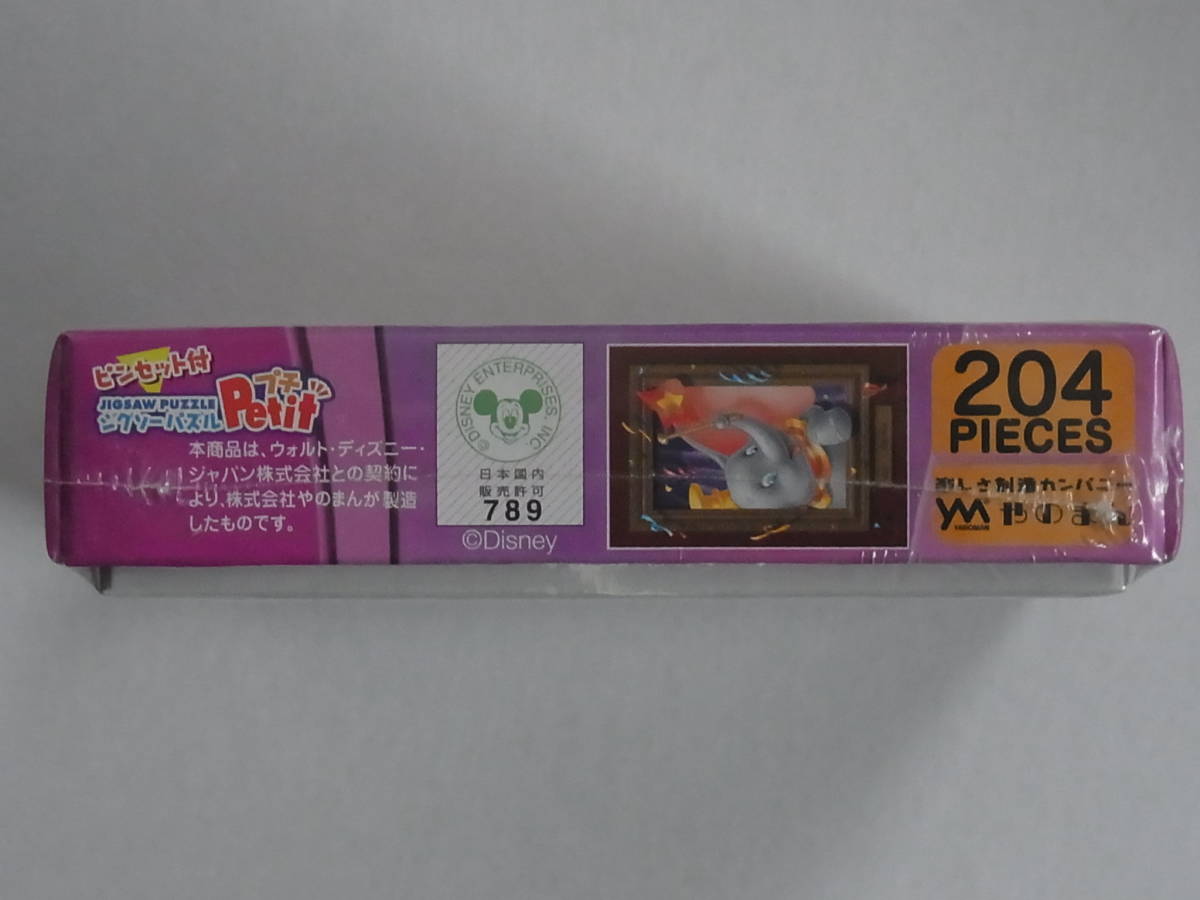 ピンセット付
JIGSAW PUZZLE プチ
ジグソーパズル Petit
本商品は、ウォルト・ディズニー・
ジャパン株式会社との契約に
より、株式会社やのまんが製造
したものです。
©DISNEY ENTERPRISES INC
日本国内
販売許可
789
©Disney
204
PIECES
楽しさ創造カンパニー
YM やのまん
YANOMAN